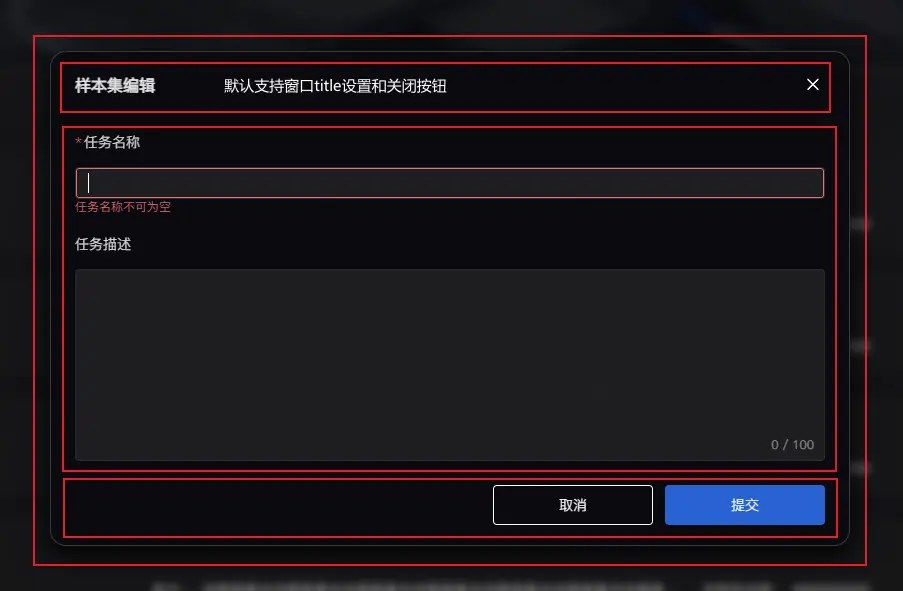 样本集编辑 默认支持窗口title设置和关闭按钮
*任务名称
任务名称不可为空
任务描述
0 / 100
取消 提交